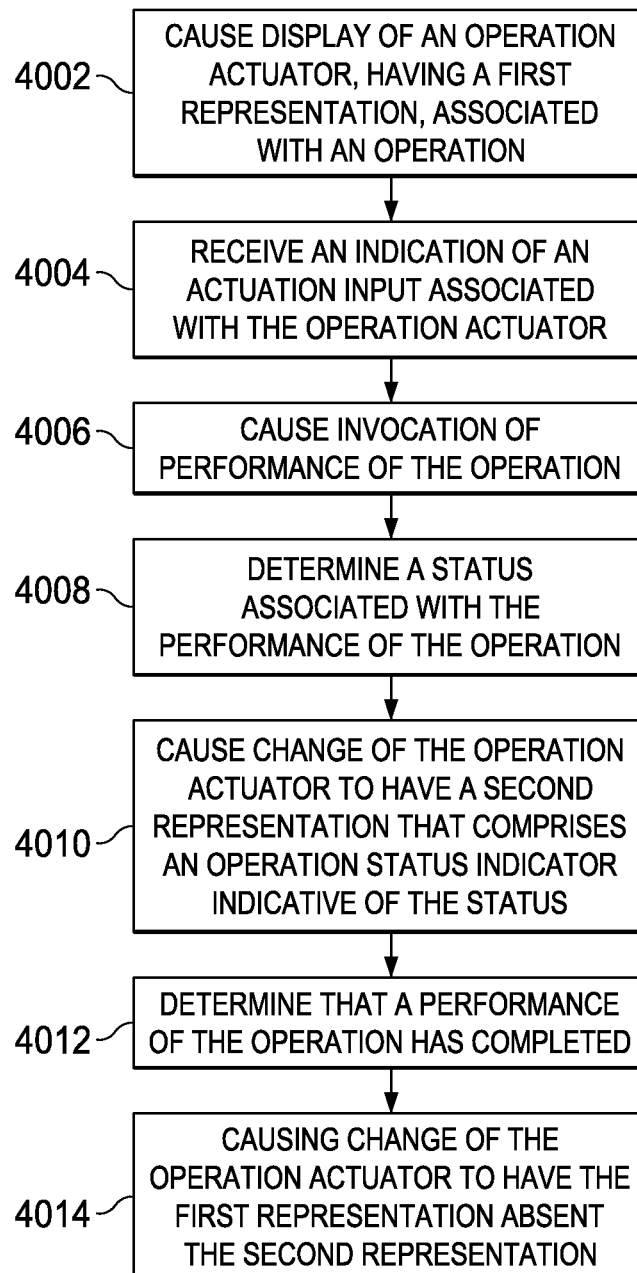 4002
CAUSE DISPLAY OF AN OPERATION
ACTUATOR, HAVING A FIRST
REPRESENTATION, ASSOCIATED
WITH AN OPERATION
4004
RECEIVE AN INDICATION OF AN
ACTUATION INPUT ASSOCIATED
WITH THE OPERATION ACTUATOR
4006
CAUSE INVOCATION OF
PERFORMANCE OF THE OPERATION
4008
DETERMINE A STATUS
ASSOCIATED WITH THE
PERFORMANCE OF THE OPERATION
4010
CAUSE CHANGE OF THE OPERATION
ACTUATOR TO HAVE A SECOND
REPRESENTATION THAT COMPRISES
AN OPERATION STATUS INDICATOR
INDICATIVE OF THE STATUS
4012
DETERMINE THAT A PERFORMANCE
OF THE OPERATION HAS COMPLETED
4014
CAUSING CHANGE OF THE
OPERATION ACTUATOR TO HAVE THE
FIRST REPRESENTATION ABSENT
THE SECOND REPRESENTATION